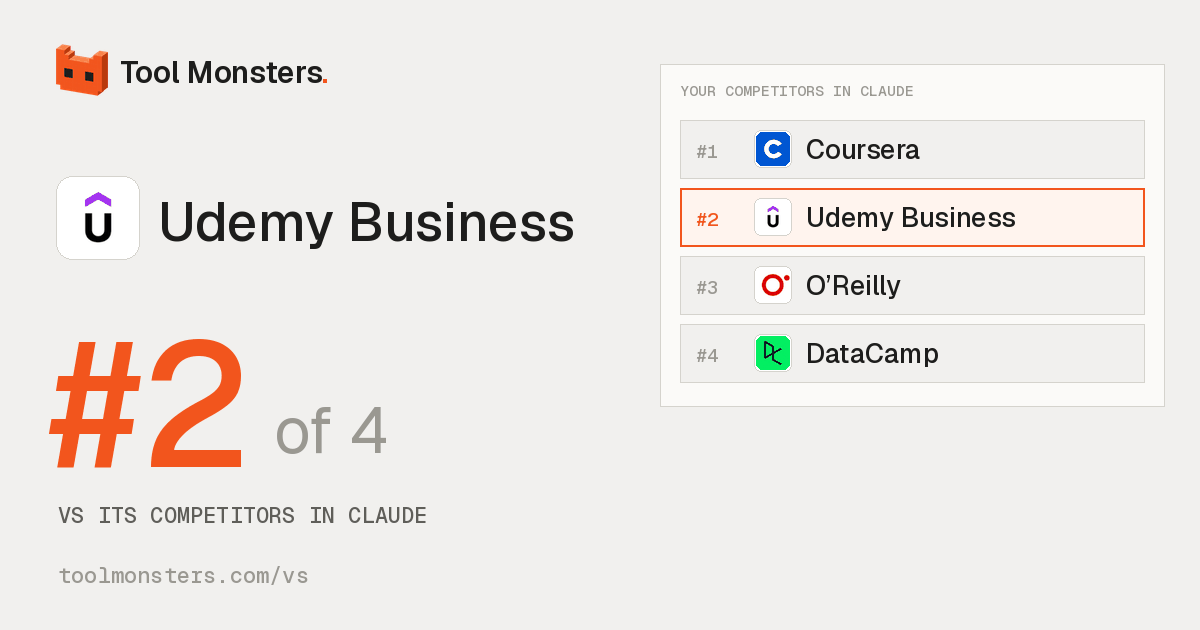 Tool Monsters.
Udemy Business
#2 of 4
VS ITS COMPETITORS IN CLAUDE
toolmonsters.com/vs
YOUR COMPETITORS IN CLAUDE
#1 Coursera
#2 Udemy Business
#3 O’Reilly
#4 DataCamp